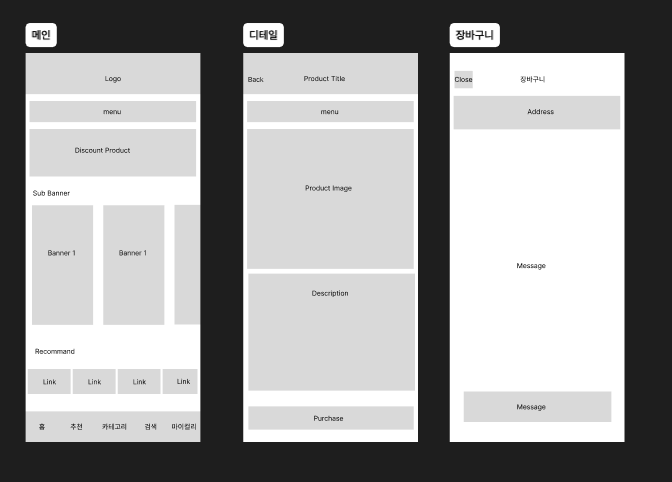 메인
Logo
menu
Discount Product
Sub Banner
Banner 1
Banner 1
Recommand
Link
Link
Link
Link
홈
추천
카테고리
검색
마이컬리
디테일
Back
Product Title
menu
Product Image
Description
Purchase
장바구니
Close
장바구니
Address
Message
Message